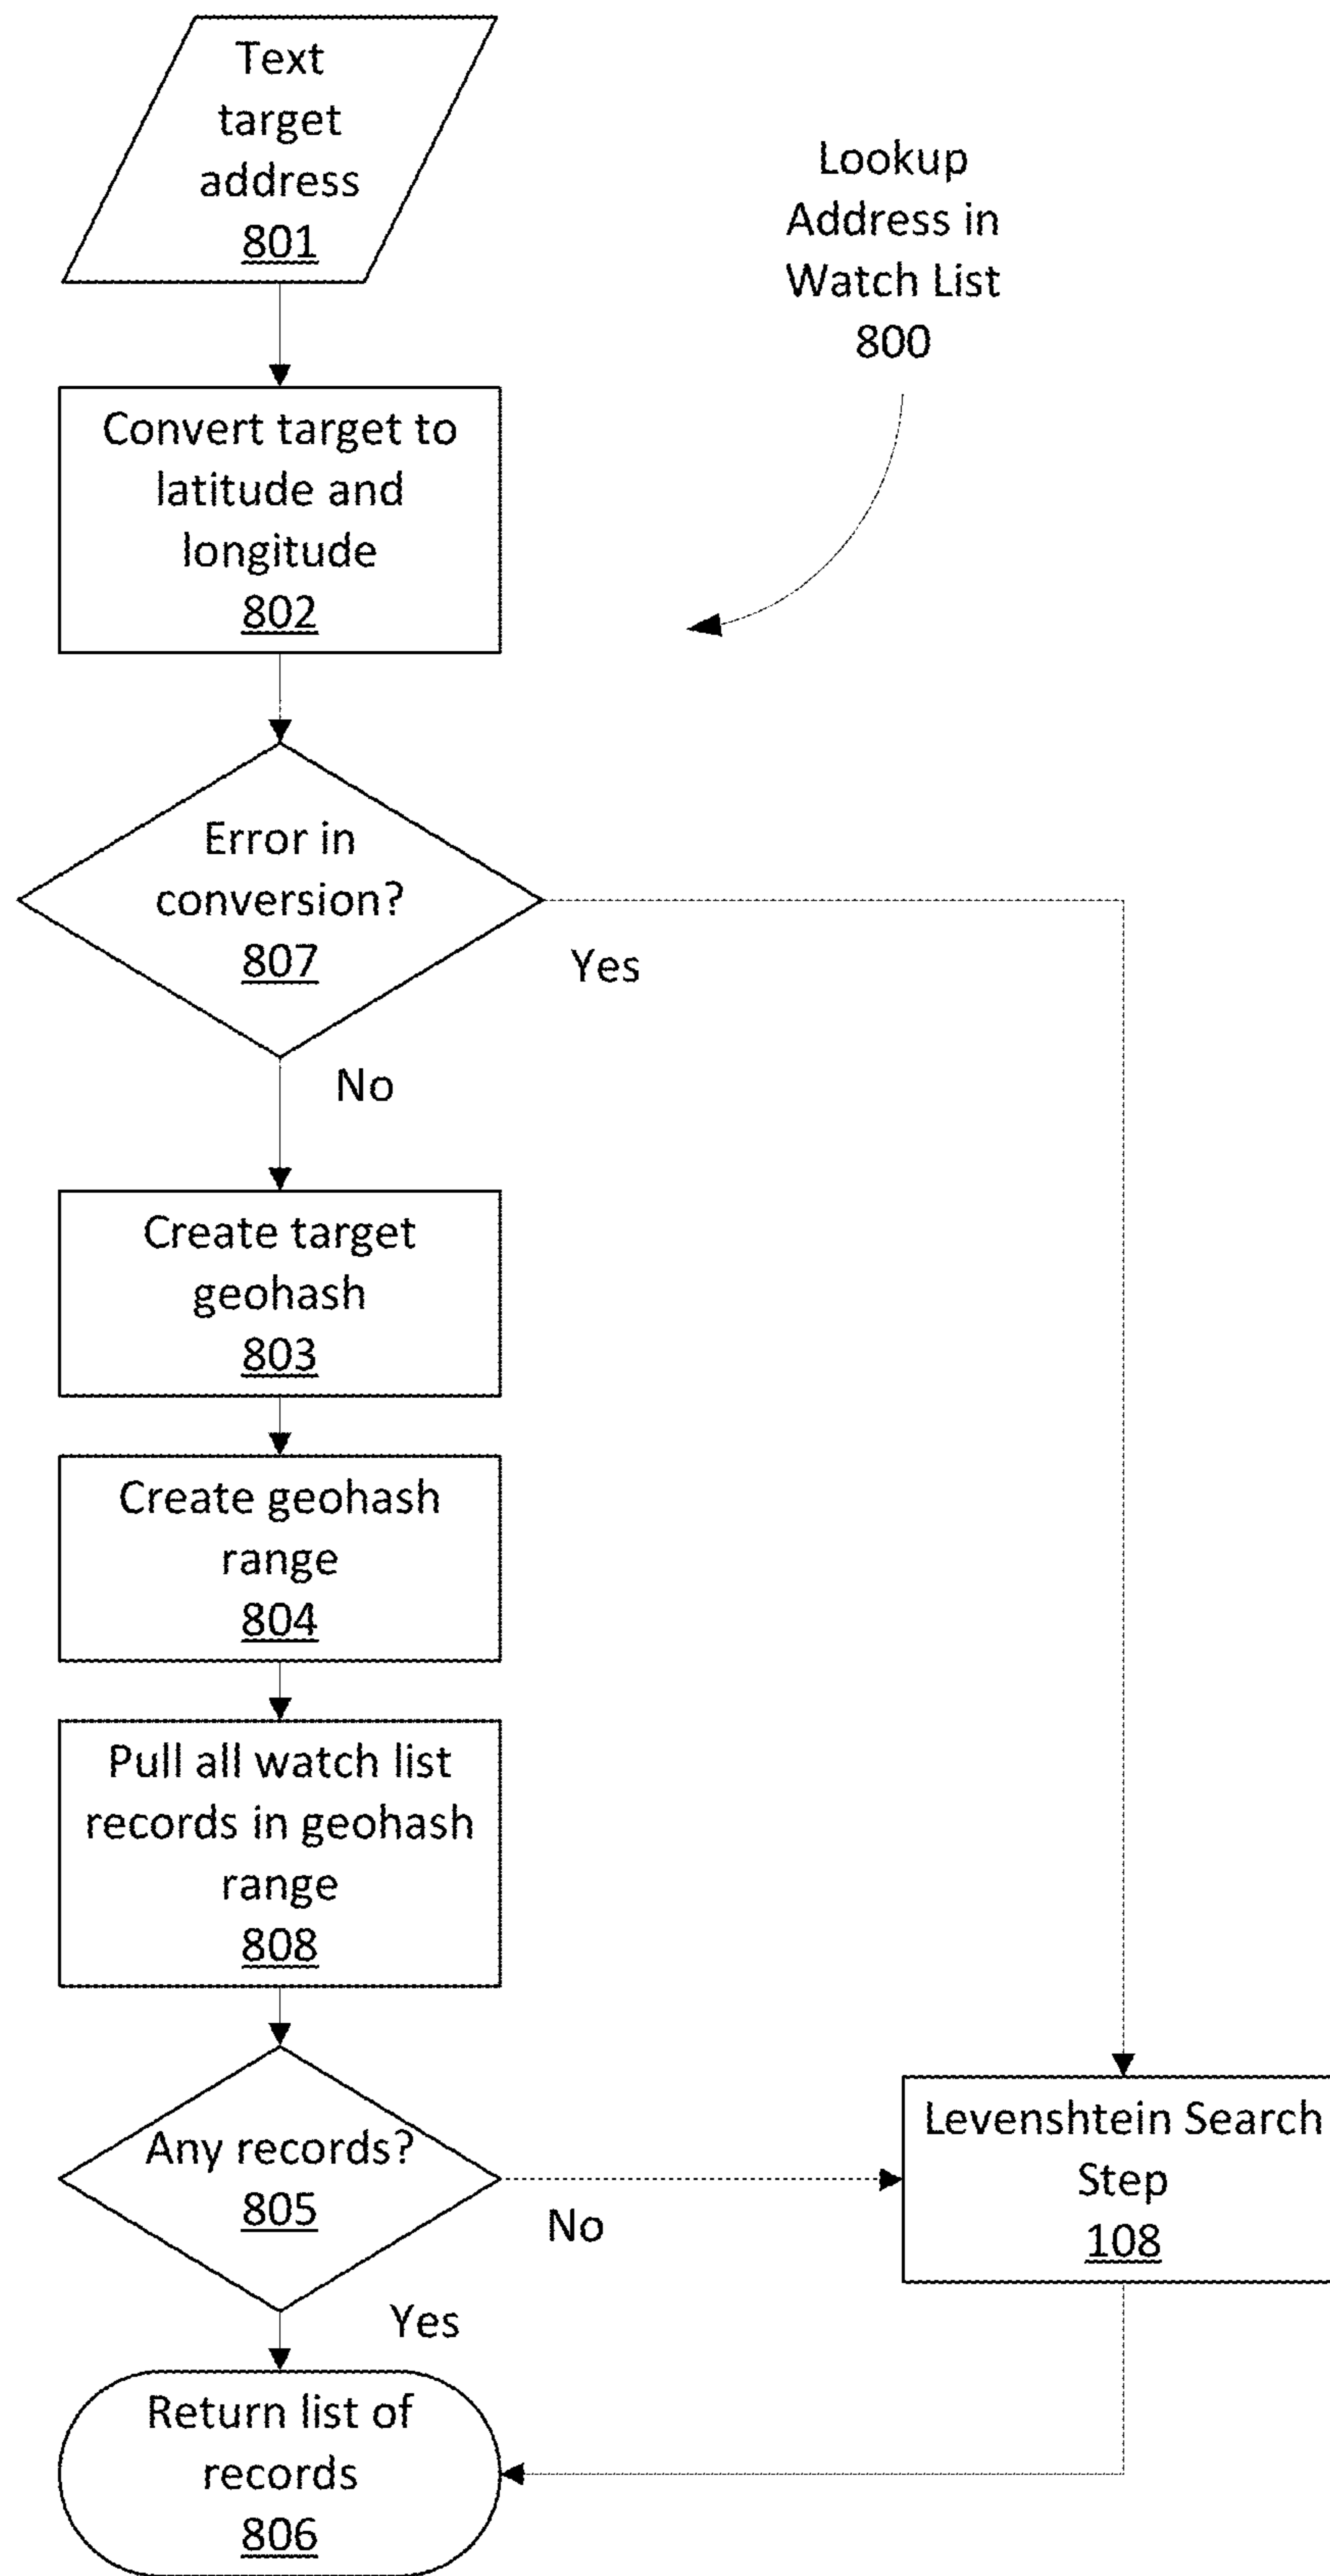 Text
target
address
801
Lookup
Address in
Watch List
800
Convert target to
latitude and
longitude
802
Error in
conversion?
807
Yes
No
Create target
geohash
803
Create geohash
range
804
Pull all watch list
records in geohash
range
808
Any records?
805
No
Yes
Levenshtein Search
Step
108
Return list of
records
806